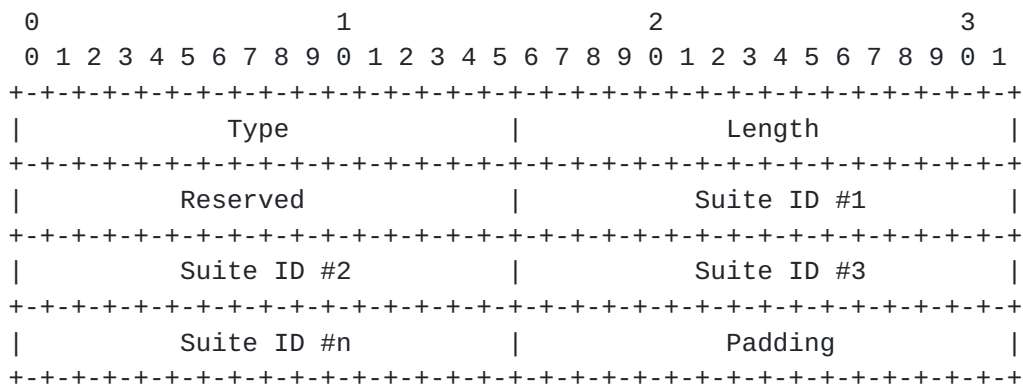 0                   1                   2                   3
 0 1 2 3 4 5 6 7 8 9 0 1 2 3 4 5 6 7 8 9 0 1 2 3 4 5 6 7 8 9 0 1
+-+-+-+-+-+-+-+-+-+-+-+-+-+-+-+-+-+-+-+-+-+-+-+-+-+-+-+-+-+-+-+-+
|             Type              |             Length            |
+-+-+-+-+-+-+-+-+-+-+-+-+-+-+-+-+-+-+-+-+-+-+-+-+-+-+-+-+-+-+-+-+
|          Reserved             |           Suite ID #1         |
+-+-+-+-+-+-+-+-+-+-+-+-+-+-+-+-+-+-+-+-+-+-+-+-+-+-+-+-+-+-+-+-+
|          Suite ID #2          |           Suite ID #3         |
+-+-+-+-+-+-+-+-+-+-+-+-+-+-+-+-+-+-+-+-+-+-+-+-+-+-+-+-+-+-+-+-+
|          Suite ID #n          |             Padding           |
+-+-+-+-+-+-+-+-+-+-+-+-+-+-+-+-+-+-+-+-+-+-+-+-+-+-+-+-+-+-+-+-+